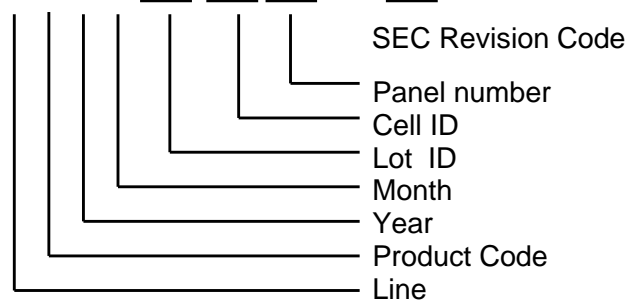 SEC Revision Code
Panel number
Cell ID
Lot ID
Month
Year
Product Code
Line